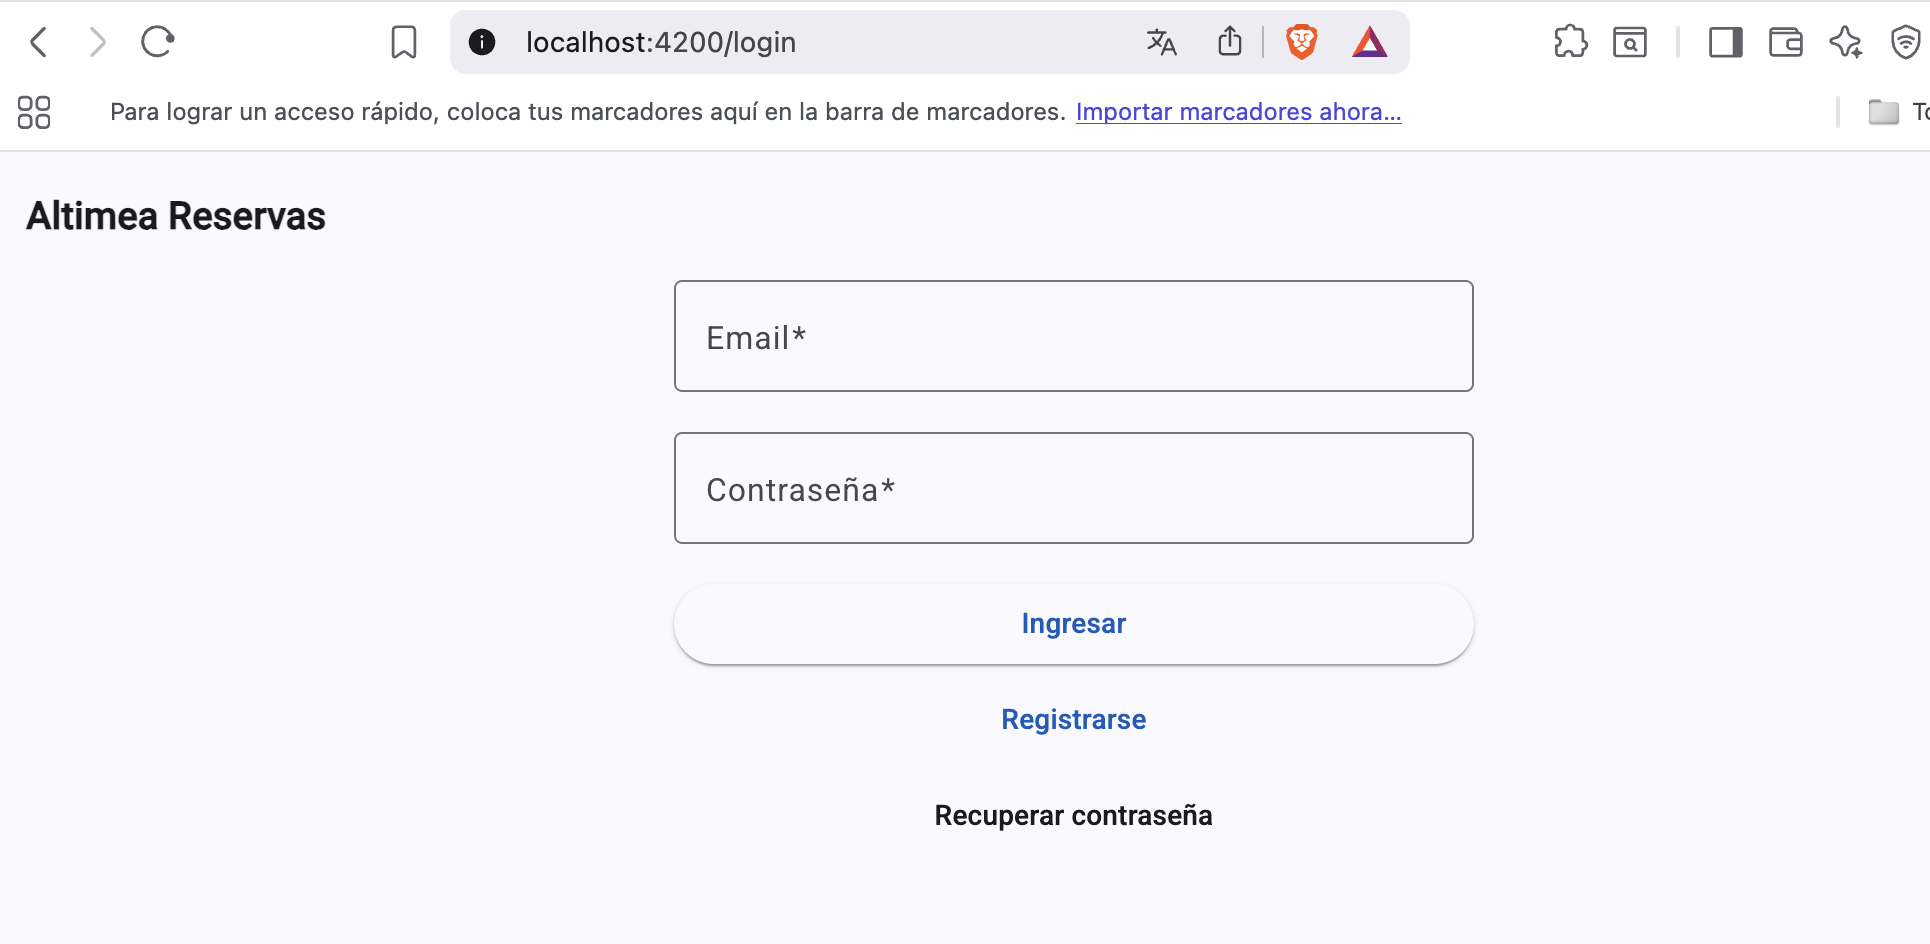 localhost:4200/login
Para lograr un acceso rápido, coloca tus marcadores aquí en la barra de marcadores. Importar marcadores ahora...
Altimea Reservas
Email*
Contraseña*
Ingresar
Registrarse
Recuperar contraseña